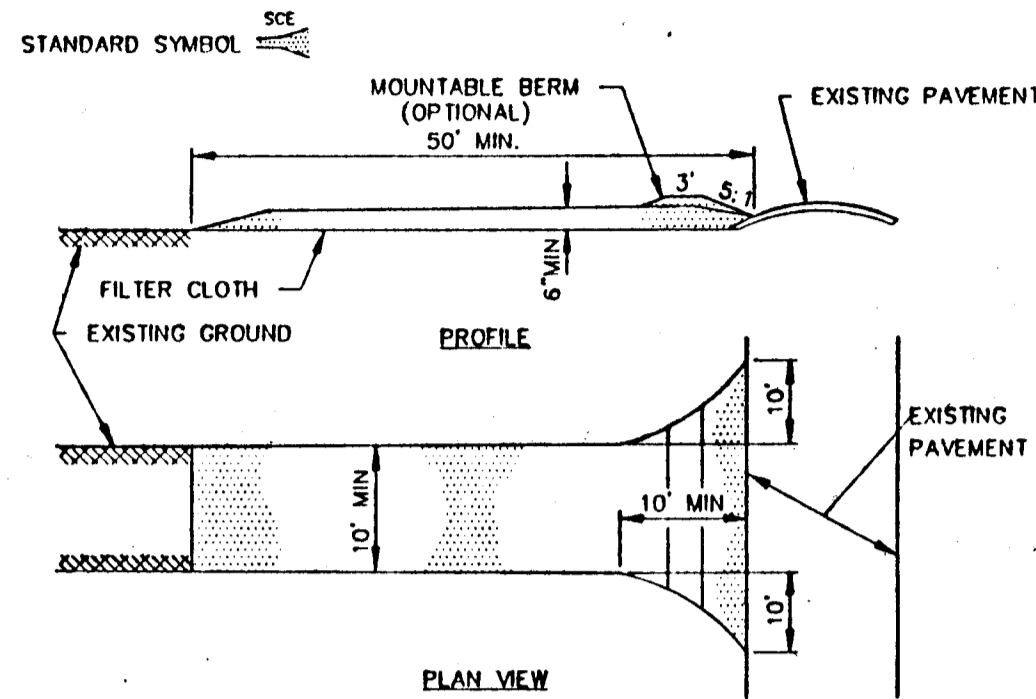 SCE
STANDARD SYMBOL
MOUNTABLE BERM
(OPTIONAL)
50' MIN.
EXISTING PAVEMENT
3'
5:1
6"MIN
FILTER CLOTH
EXISTING GROUND
PROFILE
10'
EXISTING
PAVEMENT
10' MIN
10' MIN
10'
PLAN VIEW